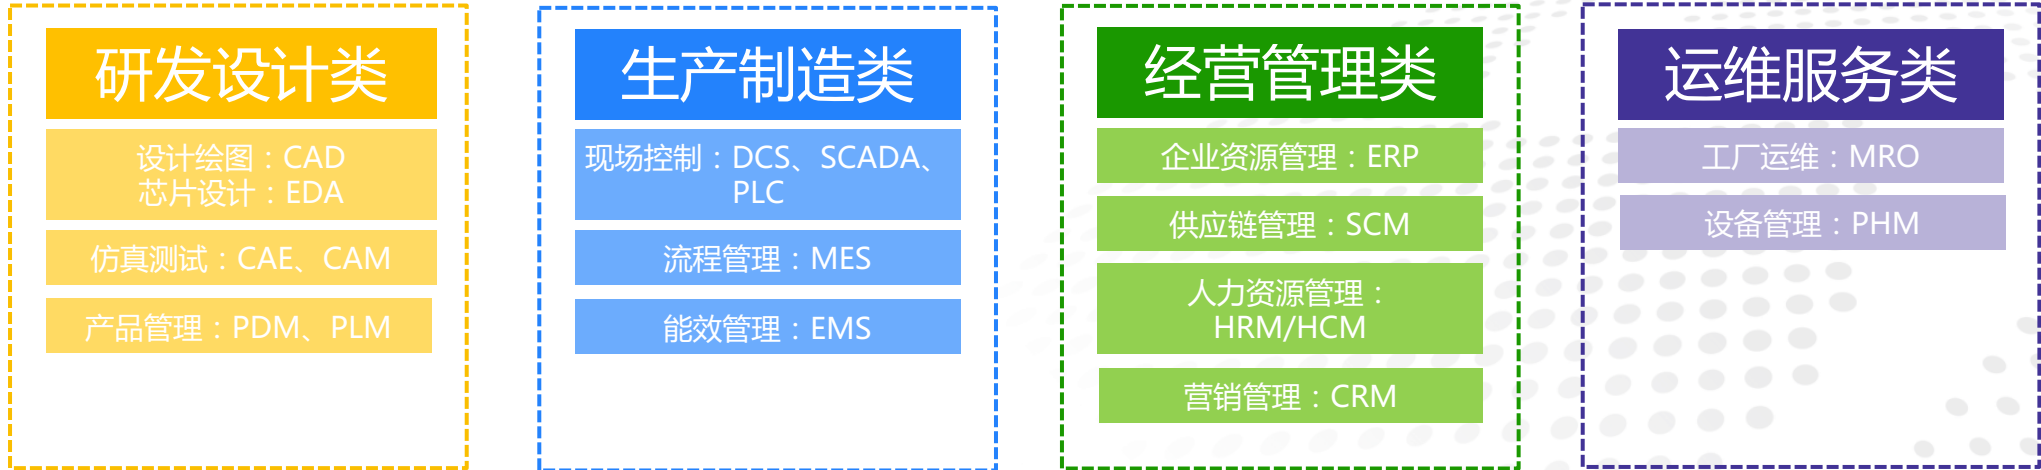 研发设计类
设计绘图：CAD
芯片设计：EDA
仿真测试：CAE、CAM
产品管理：PDM、PLM
生产制造类
现场控制：DCS、SCADA、
PLC
流程管理：MES
能效管理：EMS
经营管理类
企业资源管理：ERP
供应链管理：SCM
人力资源管理：
HRM/HCM
营销管理：CRM
运维服务类
工厂运维：MRO
设备管理：PHM